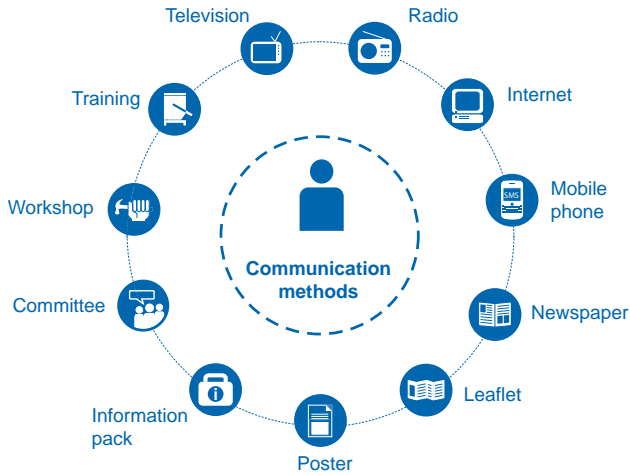 Television
Radio
Training
Internet
Workshop
SMS
Mobile
phone
Communication
methods
Committee
Newspaper
Information
pack
Leaflet
Poster